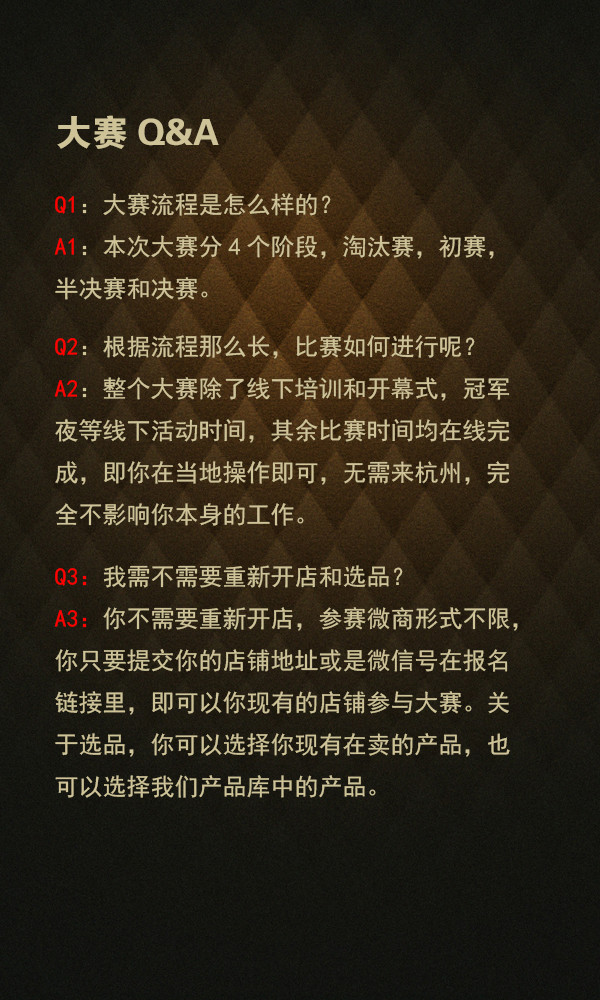 大赛 Q&A
Q1：大赛流程是怎么样的？
A1：本次大赛分 4 个阶段，淘汰赛，初赛，
半决赛和决赛。
Q2：根据流程那么长，比赛如何进行呢？
A2：整个大赛除了线下培训和开幕式，冠军
夜等线下活动时间，其余比赛时间均在线完
成，即你在当地操作即可，无需来杭州，完
全不影响你本身的工作。
Q3：我需不需要重新开店和选品？
A3：你不需要重新开店，参赛微商形式不限，
你只要提交你的店铺地址或是微信号在报名
链接里，即可以你现有的店铺参与大赛。关
于选品，你可以选择你现有在卖的产品，也
可以选择我们产品库中的产品。